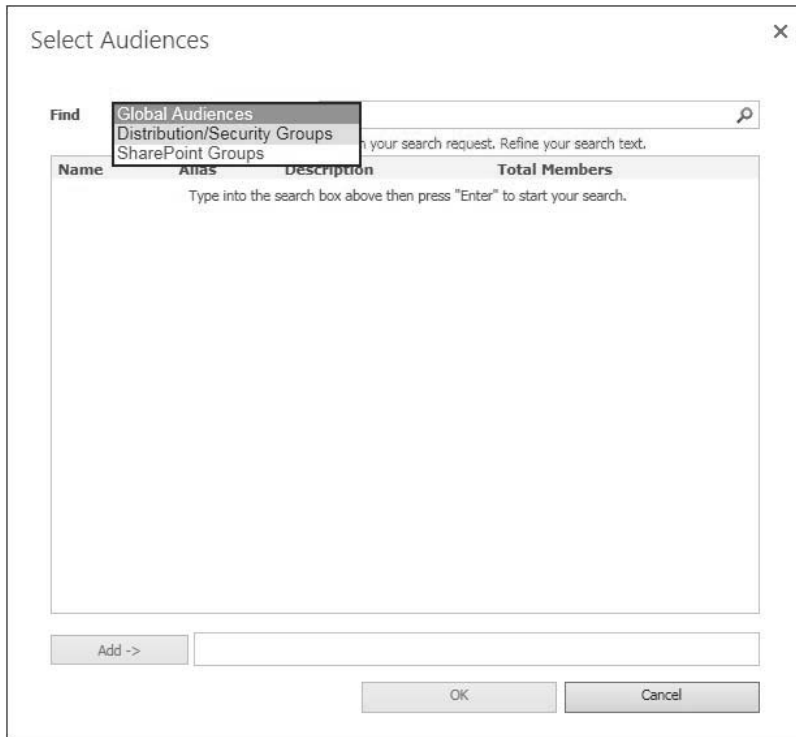 Select Audiences
Find
Global Audiences
Distribution/Security Groups
SharePoint Groups
your search request. Refine your search text.
Name Alias Description Total Members
Type into the search box above then press "Enter" to start your search.
Add ->
OK Cancel